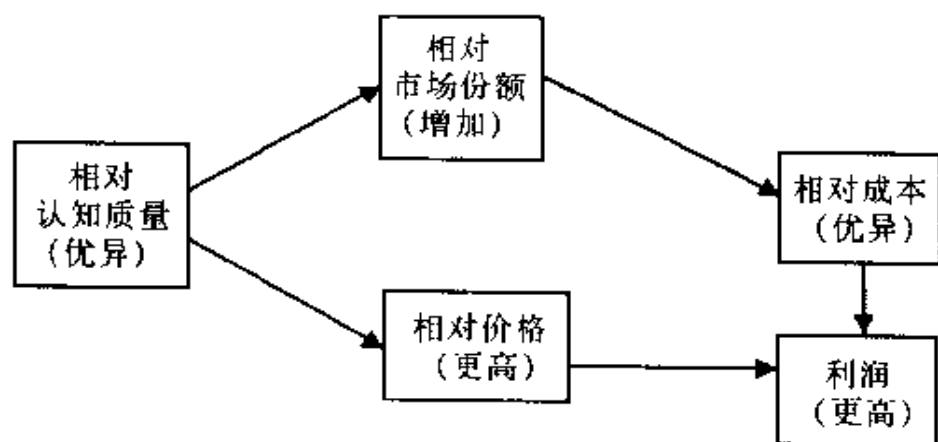 相对
市场份额
(增加)
相对
认知质量
(优异)
相对成本
(优异)
相对价格
(更高)
利润
(更高)